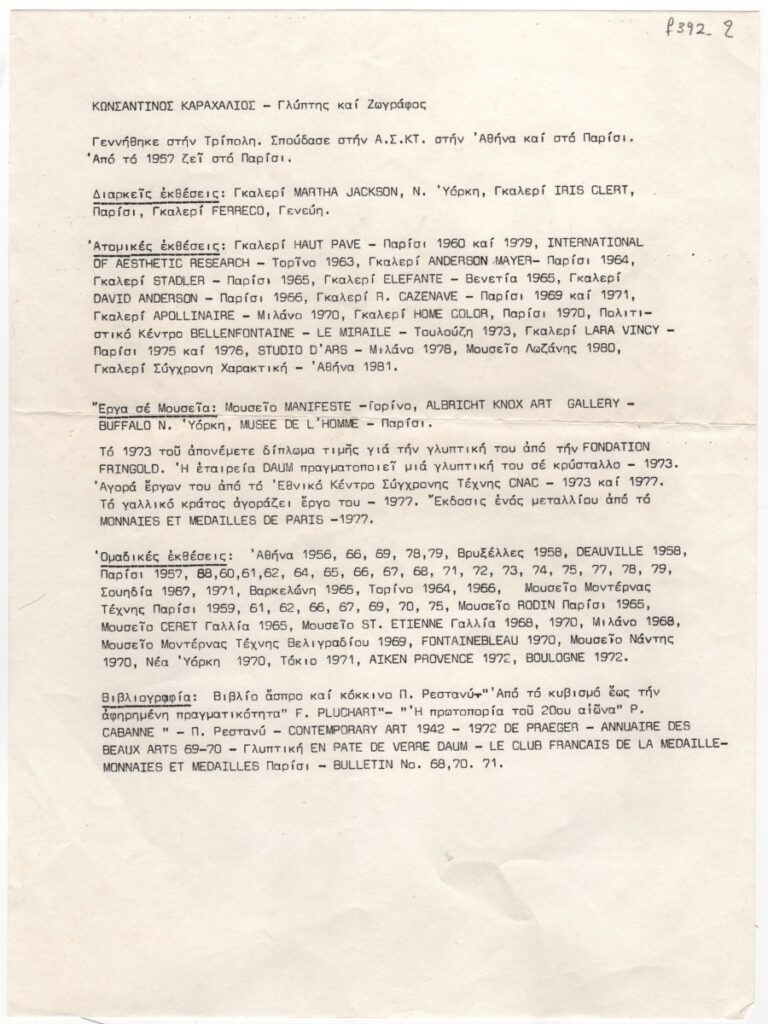 f392_2
ΚΩΝΣΑΝΤΙΝΟΣ ΚΑΡΑΧΑΛΙΟΣ - Γλύπτης καί Ζωγράφος
Γεννήθηκε στήν Τρίπολη. Σπούδασε στήν Α.Σ.ΚΤ. στήν 'Αθήνα καί στό Παρίσι.
'Από τό 1957 ζεῖ στό Παρίσι.
Διαρκεῖς ἐκθέσεις: Γκαλερί MARTHA JACKSON, Ν. 'Υόρκη, Γκαλερί IRIS CLERT,
Παρίσι, Γκαλερί FERRECO, Γενεύη.
'Ατομικές ἐκθέσεις: Γκαλερί HAUT PAVE - Παρίσι 1960 καί 1979, INTERNATIONAL
OF AESTHETIC RESEARCH - Τορῖνο 1963, Γκαλερί ANDERSON MAYER- Παρίσι 1964,
Γκαλερί STADLER - Παρίσι 1965, Γκαλερί ELEFANTE - Βενετία 1965, Γκαλερί
DAVID ANDERSON - Παρίσι 1966, Γκαλερί R. CAZENAVE - Παρίσι 1969 καί 1971,
Γκαλερί APOLLINAIRE - Μιλάνο 1970, Γκαλερί HOME COLOR, Παρίσι 1970, Πολιτι-
στικό Κέντρο BELLENFONTAINE - LE MIRAILE - Τουλούζη 1973, Γκαλερί LARA VINCY -
Παρίσι 1975 καί 1976, STUDIO D'ARS - Μιλάνο 1978, Μουσεῖο Λωζάνης 1980,
Γκαλερί Σύγχρονη Χαρακτική - 'Αθήνα 1981.
"Εργα σέ Μουσεῖα: Μουσεῖο MANIFESTE -Τορίνο, ALBRICHT KNOX ART GALLERY -
BUFFALO Ν. 'Υόρκη, MUSEE DE L'HOMME - Παρίσι.
Τό 1973 τοῦ ἀπονέμετε δίπλωμα τιμῆς γιά τήν γλυπτική του ἀπό τήν FONDATION
FRINGOLD. 'Η ἑταιρεία DAUM πραγματοποιεῖ μιά γλυπτική του σέ κρύσταλλο - 1973.
'Αγορά ἔργων του ἀπό τό 'Εθνικό Κέντρο Σύγχρονης Τέχνης CNAC - 1973 καί 1977.
Τό γαλλικό κράτος ἀγοράζει ἔργο του - 1977. "Εκδοσις ἑνός μεταλλίου ἀπό τό
MONNAIES ET MEDAILLES DE PARIS -1977.
'Ομαδικές ἐκθέσεις: 'Αθήνα 1956, 66, 69, 78,79, Βρυξέλλες 1958, DEAUVILLE 1958,
Παρίσι 1957, 88,60,61,62, 64, 65, 66, 67, 68, 71, 72, 73, 74, 75, 77, 78, 79,
Σουηδία 1967, 1971, Βαρκελώνη 1965, Τορίνο 1964, 1966, Μουσεῖο Μοντέρνας
Τέχνης Παρίσι 1959, 61, 62, 66, 67, 69, 70, 75, Μουσεῖο RODIN Παρίσι 1965,
Μουσεῖο CERET Γαλλία 1965, Μουσεῖο ST. ETIENNE Γαλλία 1968, 1970, Μιλάνο 1968,
Μουσεῖο Μοντέρνας Τέχνης Βελιγραδίου 1969, FONTAINEBLEAU 1970, Μουσεῖο Νάντης
1970, Νέα 'Υόρκη 1970, Τόκιο 1971, AIKEN PROVENCE 1972, BOULOGNE 1972.
Βιβλιογραφία: Βιβλίο ἄσπρο καί κόκκινο Π. Ρεστανύ-"'Από τό κυβισμό ἕως τήν
ἀφηρημένη πραγματικότητα" F. PLUCHART"- "'Η πρωτοπορία τοῦ 20ου αἰῶνα" P.
CABANNE " - Π. Ρεστανύ - CONTEMPORARY ART 1942 - 1972 DE PRAEGER - ANNUAIRE DES
BEAUX ARTS 69-70 - Γλυπτική EN PATE DE VERRE DAUM - LE CLUB FRANCAIS DE LA MEDAILLE-
MONNAIES ET MEDAILLES Παρίσι - BULLETIN No. 68,70. 71.